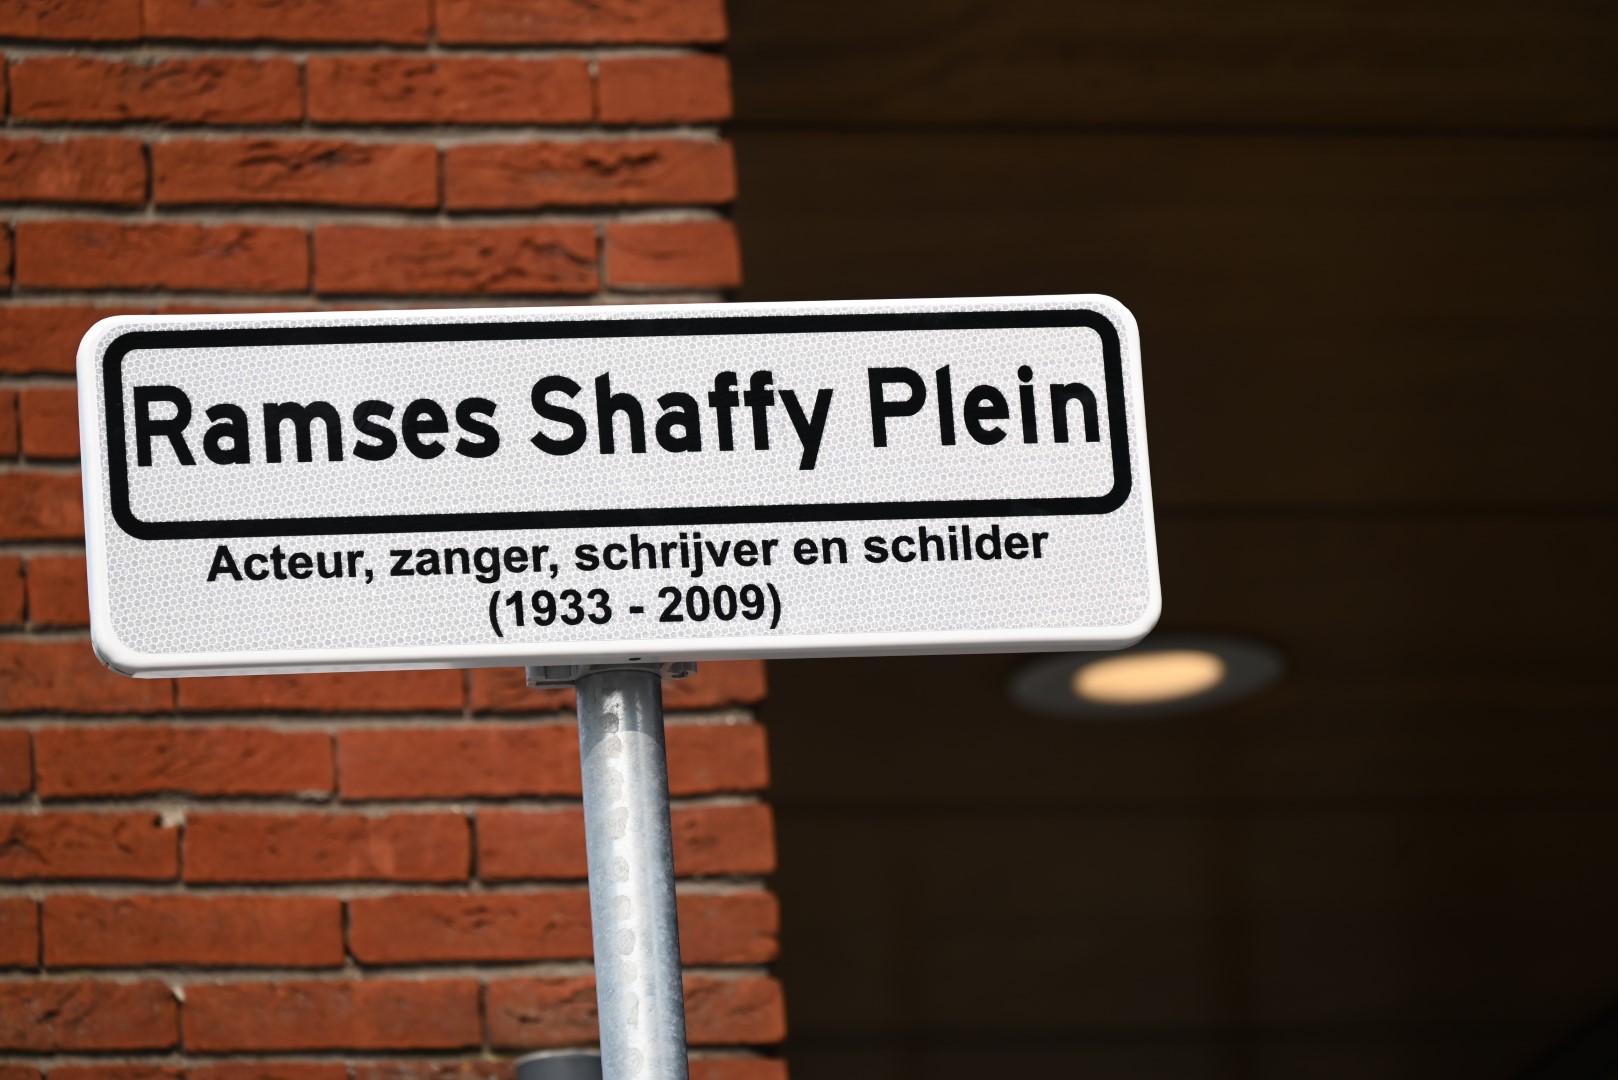 Ramses Shaffy Plein
Acteur, zanger, schrijver en schilder
(1933 - 2009)